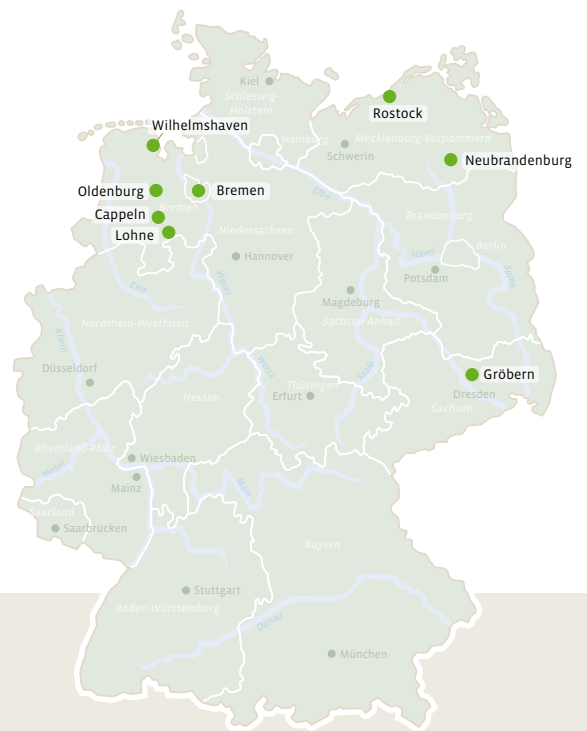 Kiel
Schleswig-
Holstein
Rostock
Wilhelmshaven
Hamburg
Mecklenburg-Vorpommern
Schwerin
Neubrandenburg
Oldenburg
Bremen
Elbe
Bremen
Cappeln
Brandenburg
Lohne
Niedersachsen
Berlin
Hannover
Havel
Potsdam
Spree
Ems
Weser
Magdeburg
Sachsen-Anhalt
Nordrhein-Westfalen
Rhein
Düsseldorf
Werra
Saale
Gröbern
Thüringen
Erfurt
Dresden
Hessen
Sachsen
Rheinland-Pfalz
Wiesbaden
Mosel
Mainz
Main
Saarland
Saarbrücken
Bayern
Stuttgart
Baden-Württemberg
Donau
München